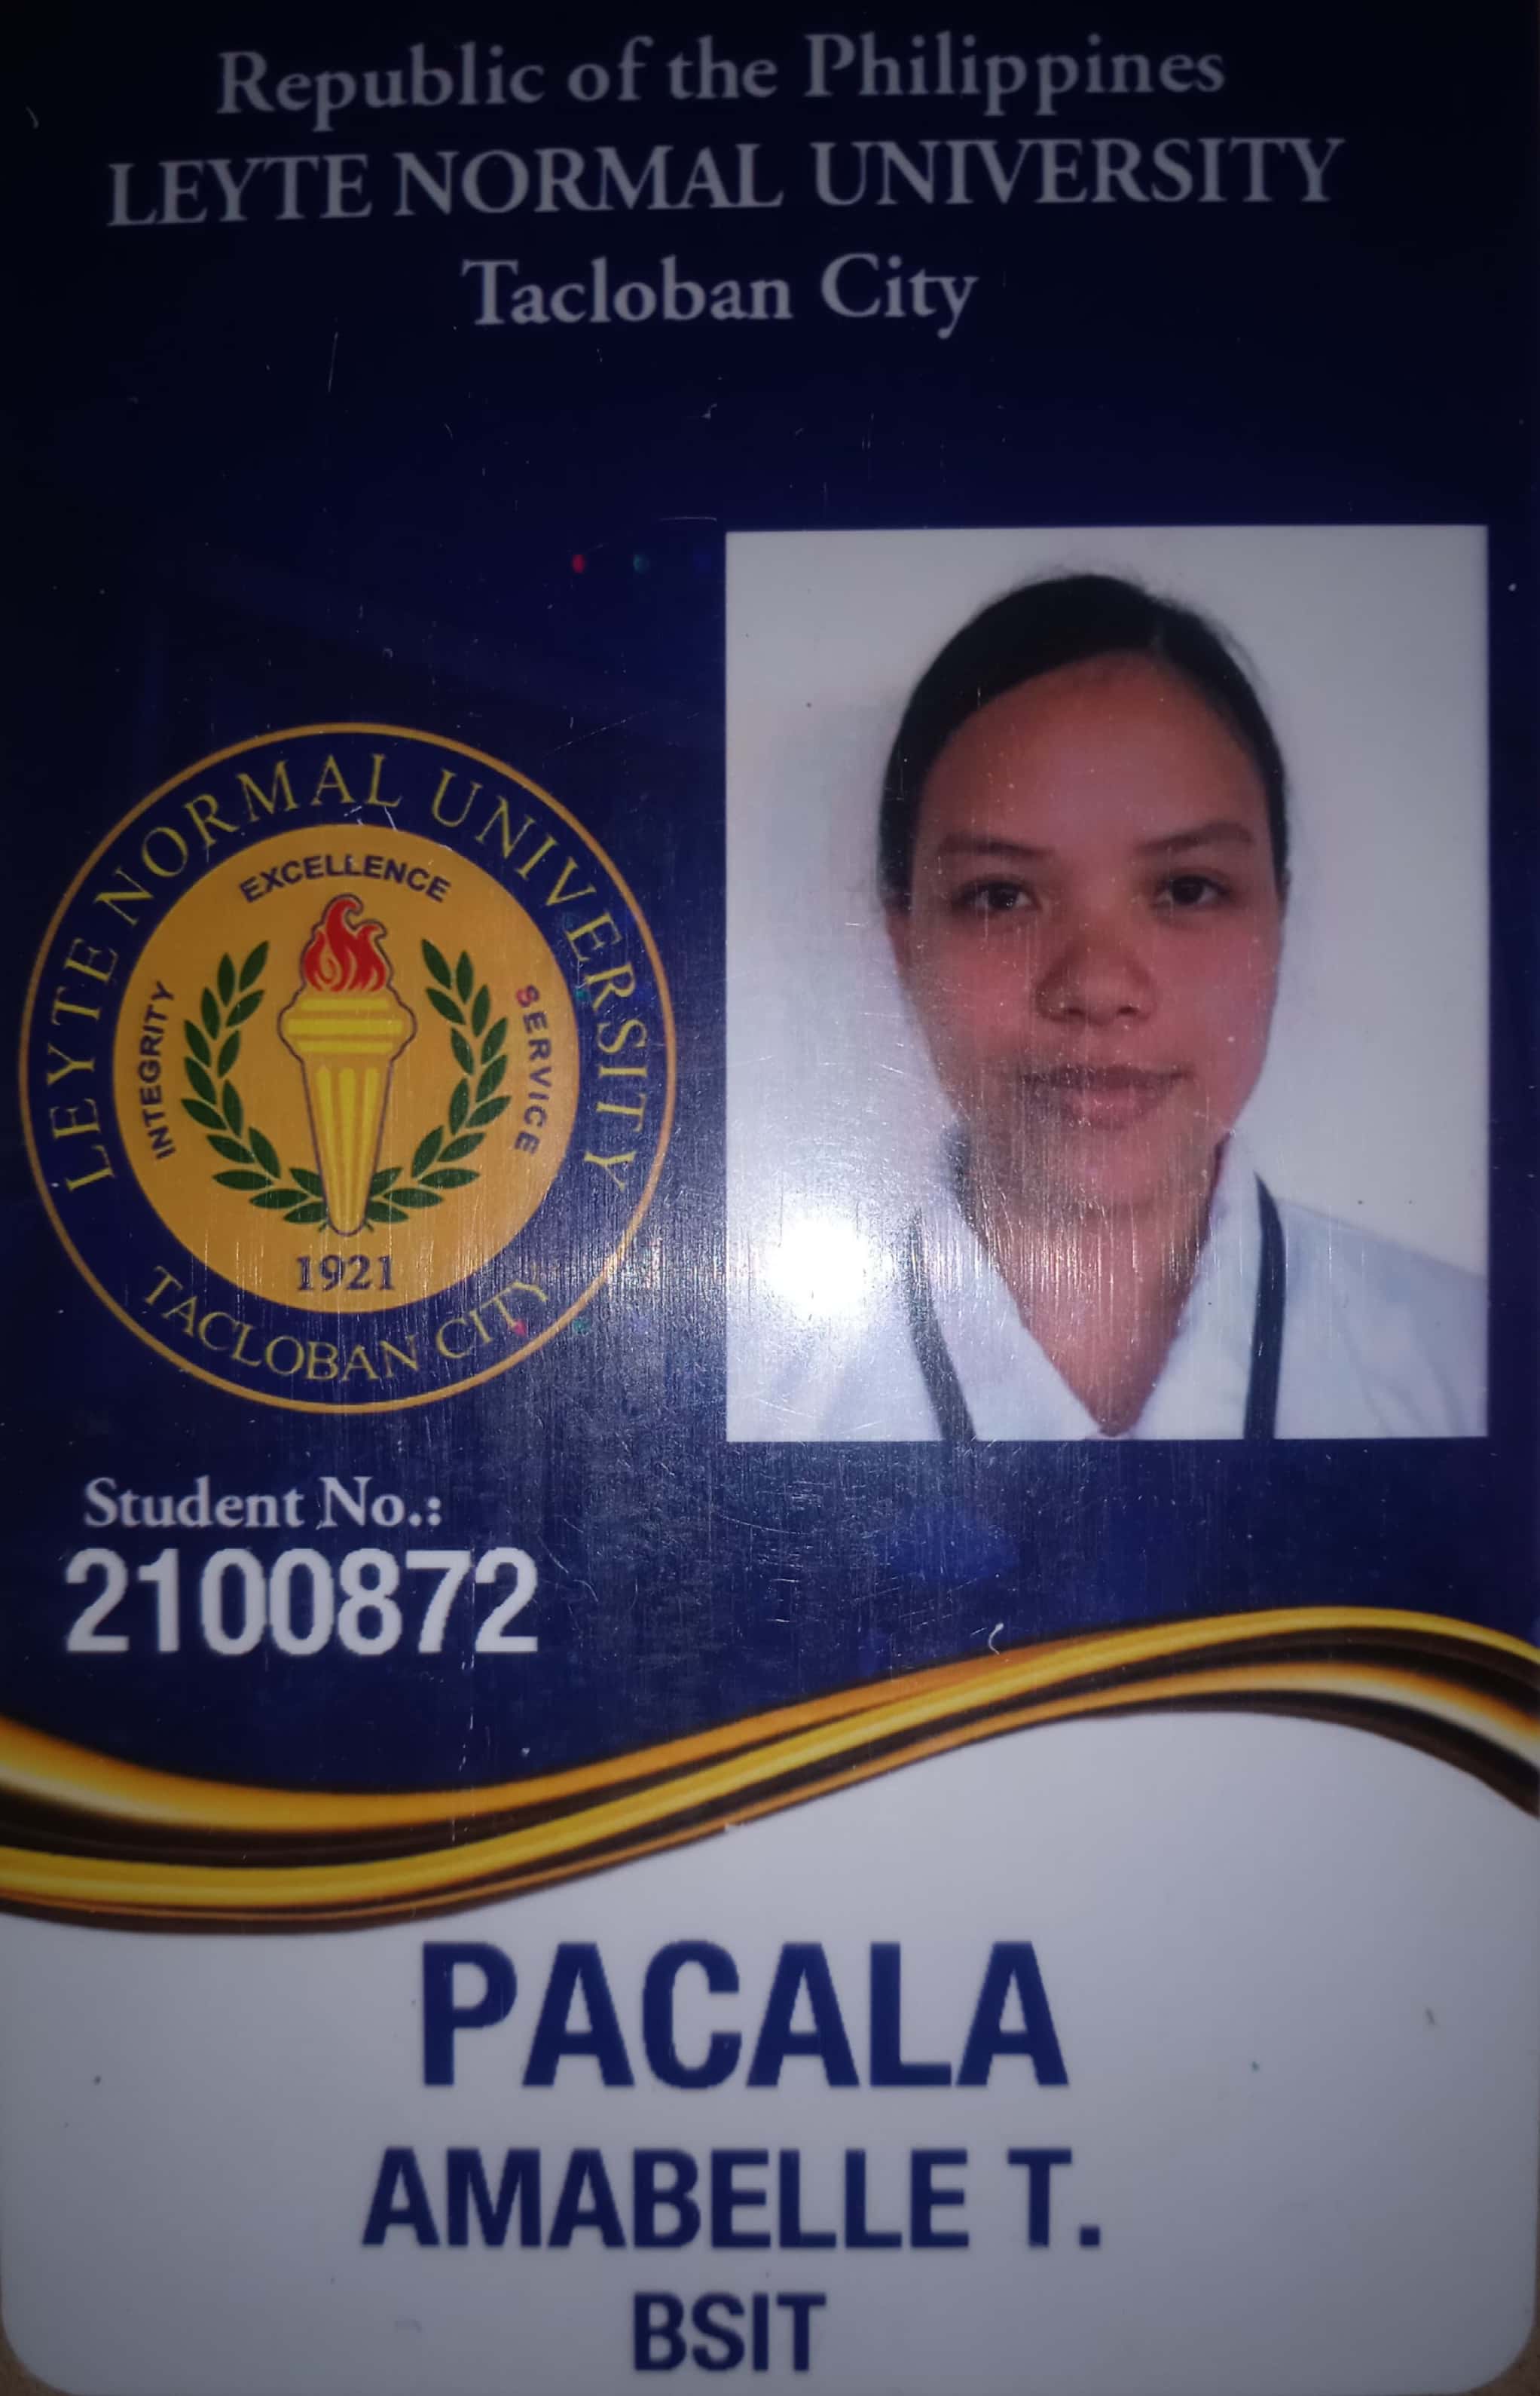 Republic of the Philippines
LEYTE NORMAL UNIVERSITY
Tacloban City
LEYTE NORMAL UNIVERSITY
EXCELLENCE
INTEGRITY
SERVICE
1921
TACLOBAN CITY
Student No.:
2100872
PACALA
AMABELLE T.
BSIT